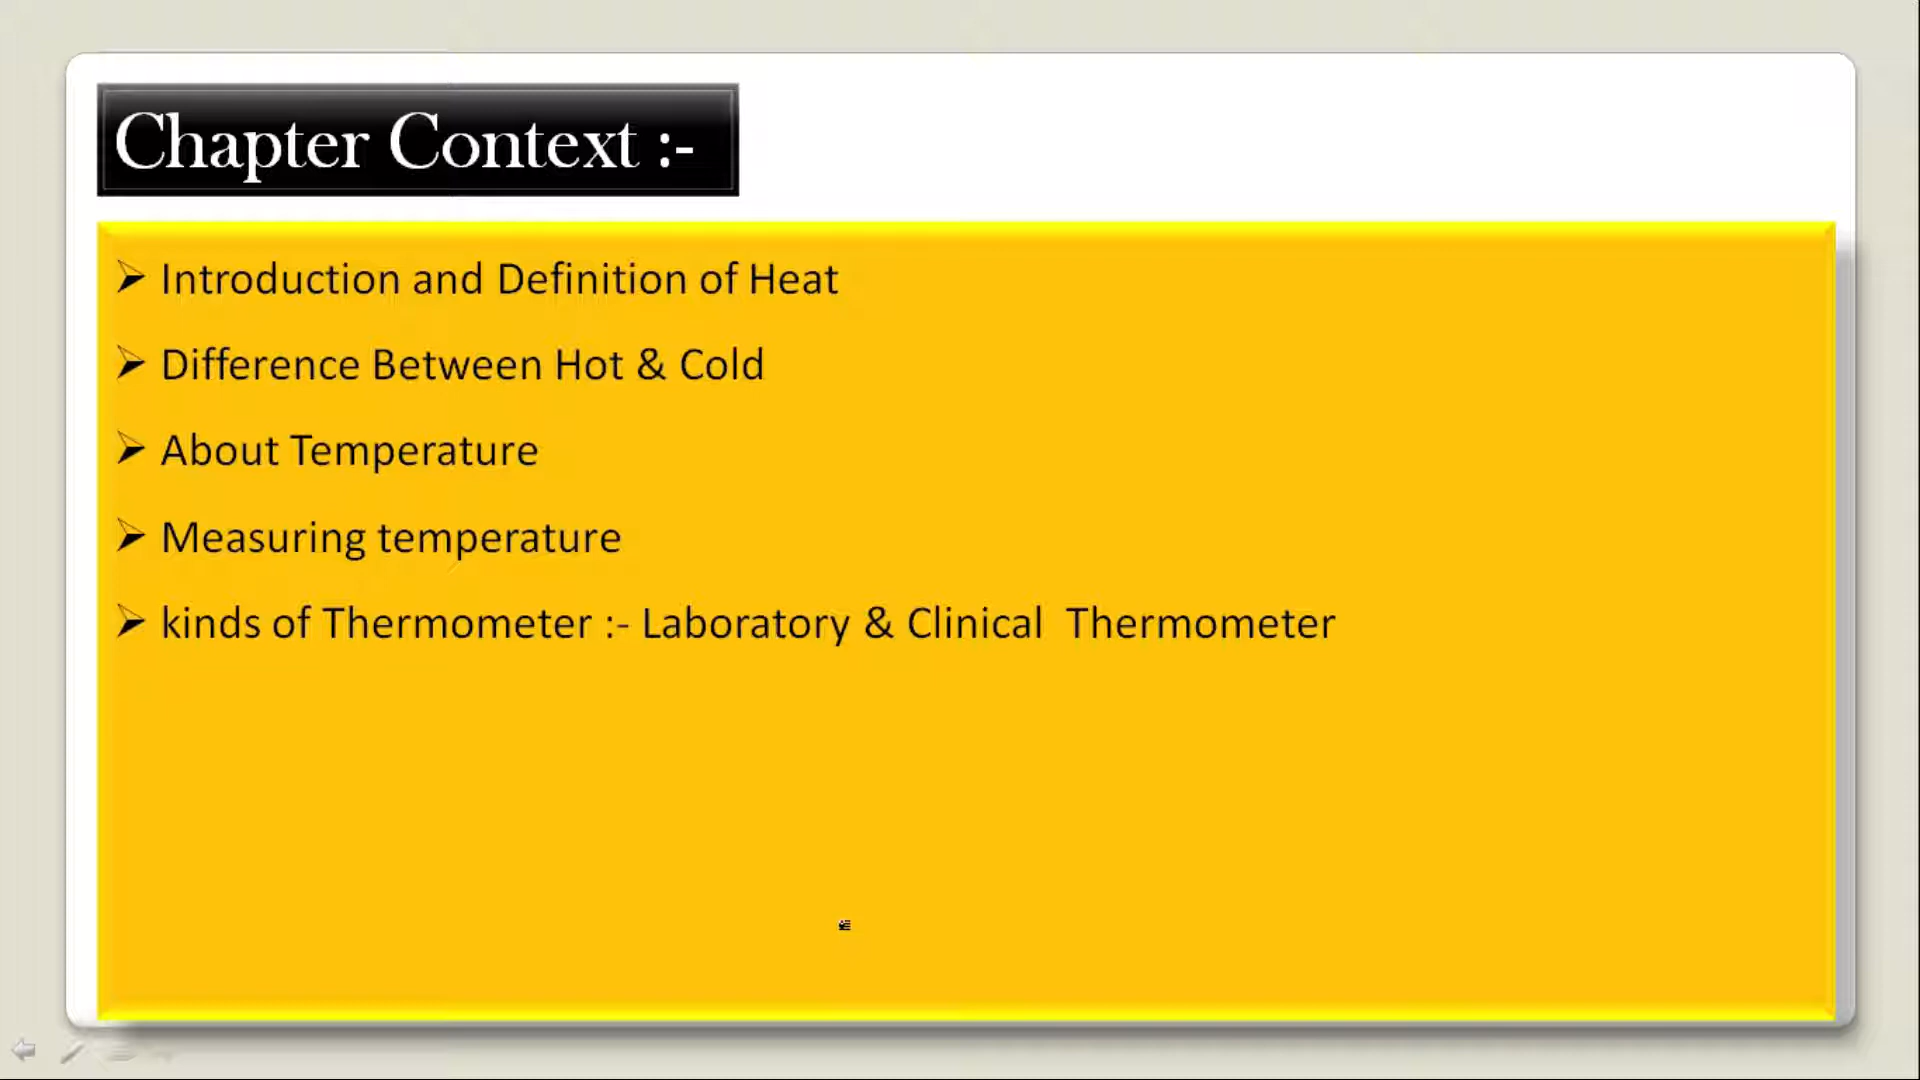 Chapter Context :-
➢ Introduction and Definition of Heat
➢ Difference Between Hot & Cold
➢ About Temperature
➢ Measuring temperature
➢ kinds of Thermometer :- Laboratory & Clinical  Thermometer